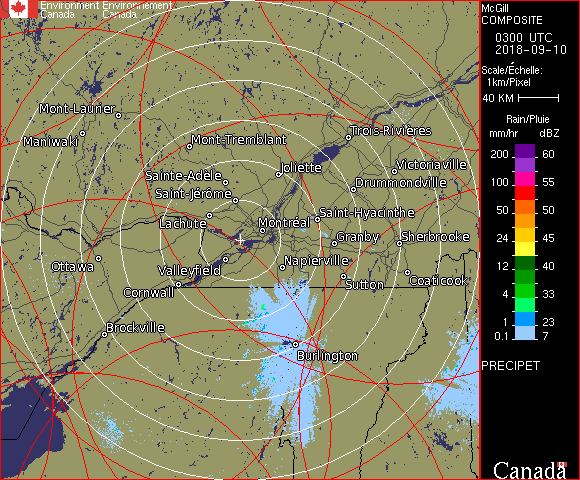 Environment Environnement
Canada Canada
McGill
COMPOSITE
0300 UTC
2018-09-10
Scale/Échelle:
1km/Pixel
40 KM
Rain/Pluie
mm/hr dBZ
200 60
100 55
50 50
24 45
12 40
4 33
1 23
0.1 7
PRECIPET
Canada
Mont-Laurier
Maniwaki
Mont-Tremblant
Trois-Rivières
Joliette
Victoriaville
Sainte-Adèle
Drummondville
Saint-Jérôme
Saint-Hyacinthe
Lachute
Montréal
Granby
Sherbrooke
Ottawa
Valleyfield
Napierville
Sutton
Coaticook
Cornwall
Brockville
Burlington